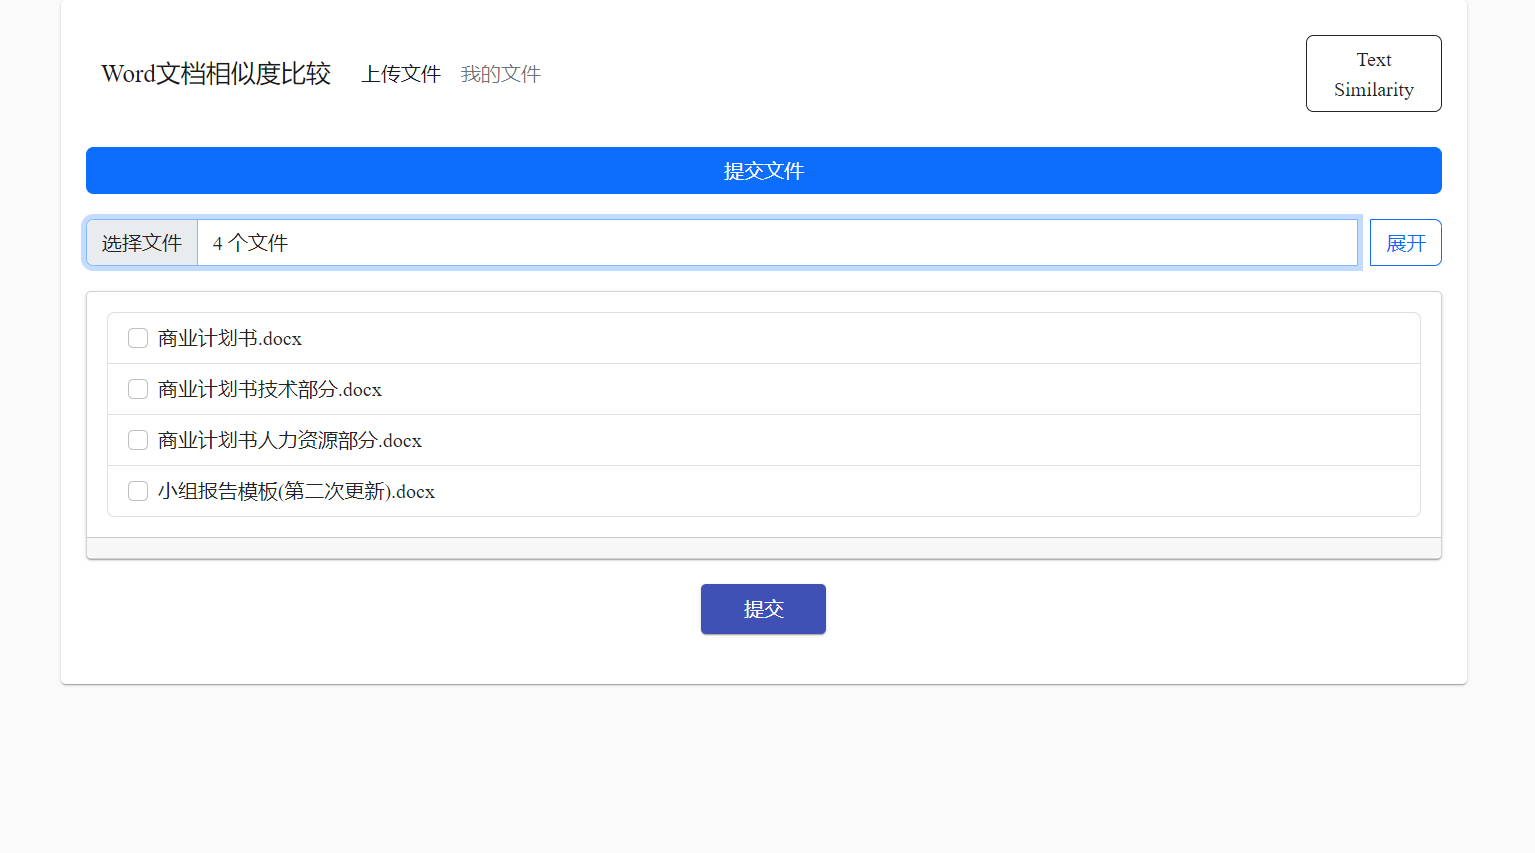 Word文档相似度比较 上传文件 我的文件
Text
Similarity
提交文件
选择文件 4 个文件 展开
商业计划书.docx
商业计划书技术部分.docx
商业计划书人力资源部分.docx
小组报告模板(第二次更新).docx
提交